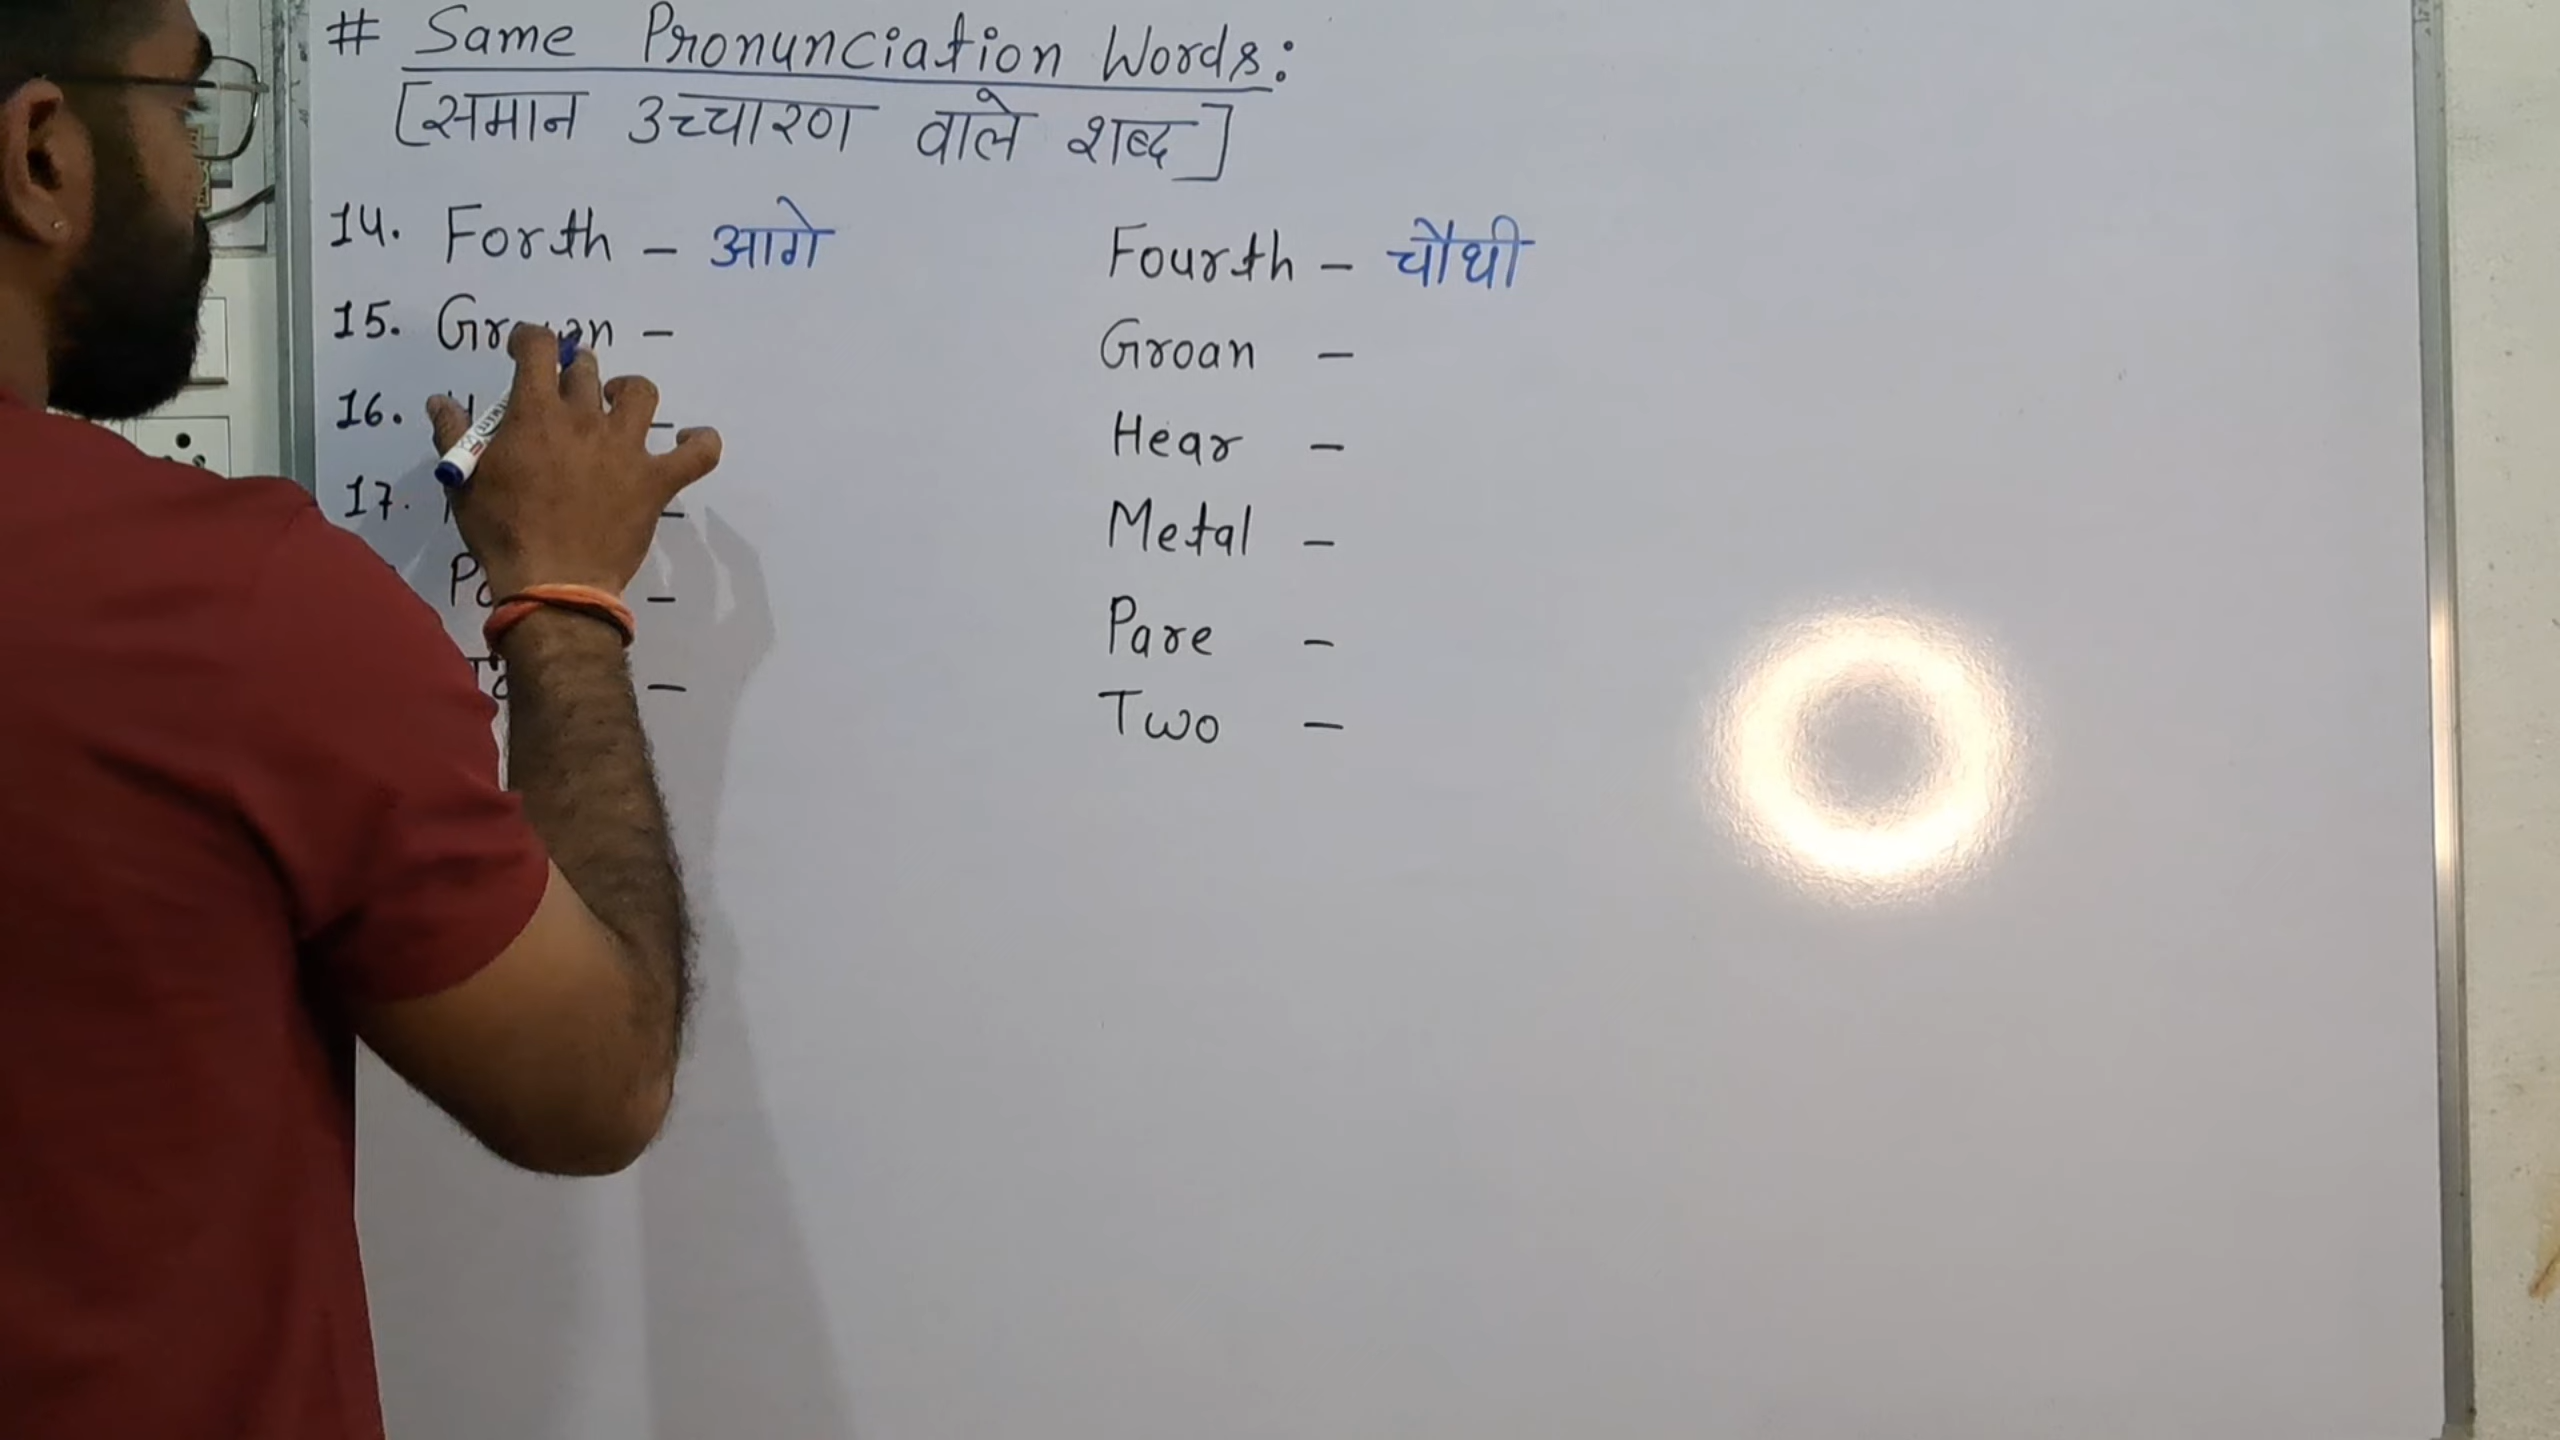 # Same Pronunciation Words:
[समान उच्चारण वाले शब्द]
14. Forth - आगे Fourth - चौथी
15. - Groan -
16. - Hear -
17. - Metal -
- Pare -
- Two -